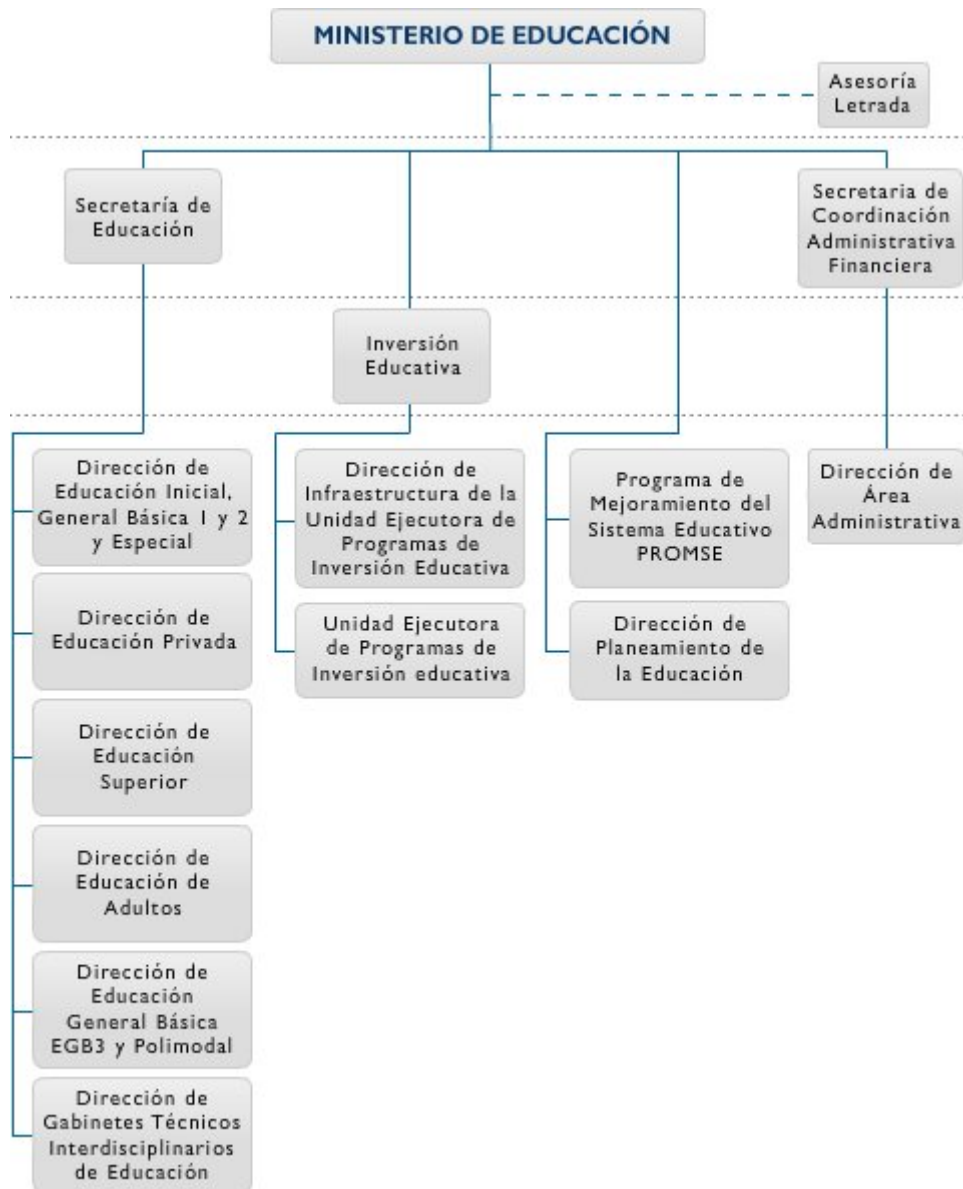 MINISTERIO DE EDUCACIÓN
Asesoría
Letrada
Secretaría de
Educación
Secretaria de
Coordinación
Administrativa
Financiera
Inversión
Educativa
Dirección de
Educación Inicial,
General Básica 1 y 2
y Especial
Dirección de
Educación Privada
Dirección de
Educación
Superior
Dirección de
Educación de
Adultos
Dirección de
Educación
General Básica
EGB3 y Polimodal
Dirección de
Gabinetes Técnicos
Interdisciplinarios
de Educación
Dirección de
Infraestructura de la
Unidad Ejecutora de
Programas de
Inversión Educativa
Unidad Ejecutora
de Programas de
Inversión educativa
Programa de
Mejoramiento del
Sistema Educativo
PROMSE
Dirección de
Planeamiento de
la Educación
Dirección de
Área
Administrativa